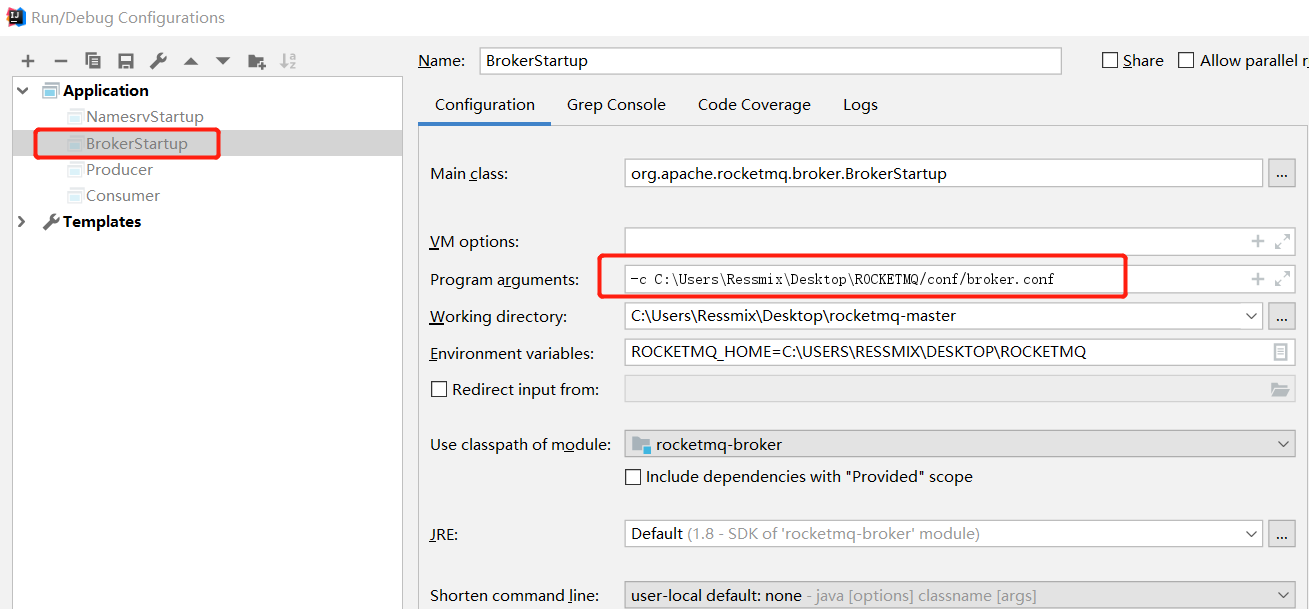 Run/Debug Configurations
Name: BrokerStartup Share Allow parallel r
Application
NamesrvStartup
BrokerStartup
Producer
Consumer
Templates
Configuration Grep Console Code Coverage Logs
Main class: org.apache.rocketmq.broker.BrokerStartup ...
VM options:
Program arguments: -c C:\Users\Ressmix\Desktop\ROCKETMQ/conf/broker.conf
Working directory: C:\Users\Ressmix\Desktop\rocketmq-master ...
Environment variables: ROCKETMQ_HOME=C:\USERS\RESSMIX\DESKTOP\ROCKETMQ
Redirect input from:
Use classpath of module: rocketmq-broker
Include dependencies with "Provided" scope
JRE: Default (1.8 - SDK of 'rocketmq-broker' module) ...
Shorten command line: user-local default: none - java [options] classname [args]